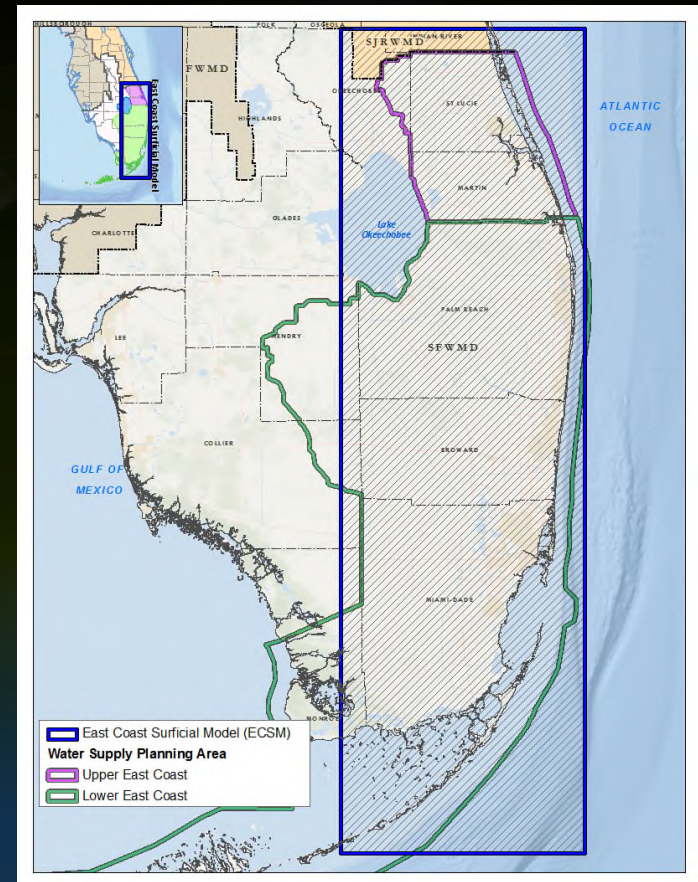 HILLSBOROUGH
POLK
OSCEOLA
INDIAN RIVER
SJRWMD
FWMD
OKEECHOBEE
HIGHLANDS
ST LUCIE
ATLANTIC
OCEAN
East Coast Surficial Model
MARTIN
GLADES
Lake
Okeechobee
CHARLOTTE
PALM BEACH
LEE
HENDRY
SFWMD
COLLIER
BROWARD
GULF OF
MEXICO
MIAMI-DADE
MONROE
East Coast Surficial Model (ECSM)
Water Supply Planning Area
Upper East Coast
Lower East Coast